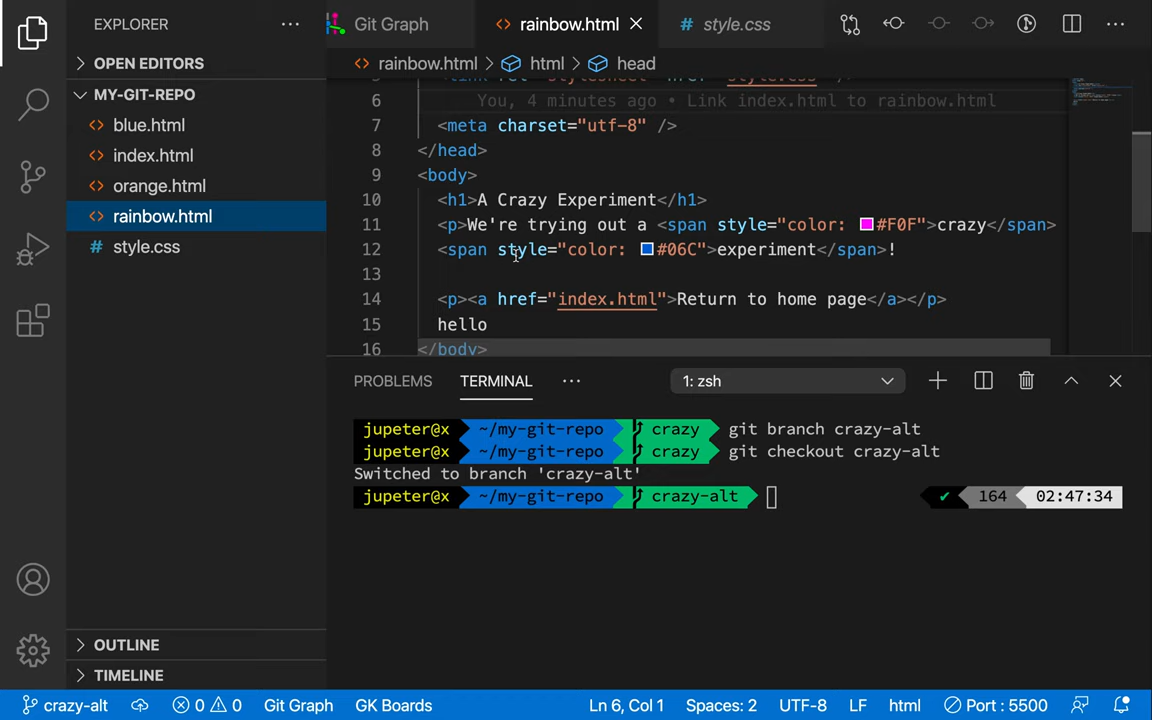 EXPLORER
Git Graph
rainbow.html
# style.css
OPEN EDITORS
rainbow.html > html > head
MY-GIT-REPO
blue.html
index.html
orange.html
rainbow.html
# style.css
6 You, 4 minutes ago • Link index.html to rainbow.html
7 <meta charset="utf-8" />
8 </head>
9 <body>
10 <h1>A Crazy Experiment</h1>
11 <p>We're trying out a <span style="color: #F0F">crazy</span>
12 <span style="color: #06C">experiment</span>!
13
14 <p><a href="index.html">Return to home page</a></p>
15 hello
16 </body>
PROBLEMS TERMINAL ··· 1: zsh
jupeter@x ~/my-git-repo crazy git branch crazy-alt
jupeter@x ~/my-git-repo crazy git checkout crazy-alt
Switched to branch 'crazy-alt'
jupeter@x ~/my-git-repo crazy-alt ✔ 164 02:47:34
OUTLINE
TIMELINE
crazy-alt 0 0 Git Graph GK Boards Ln 6, Col 1 Spaces: 2 UTF-8 LF html Port : 5500